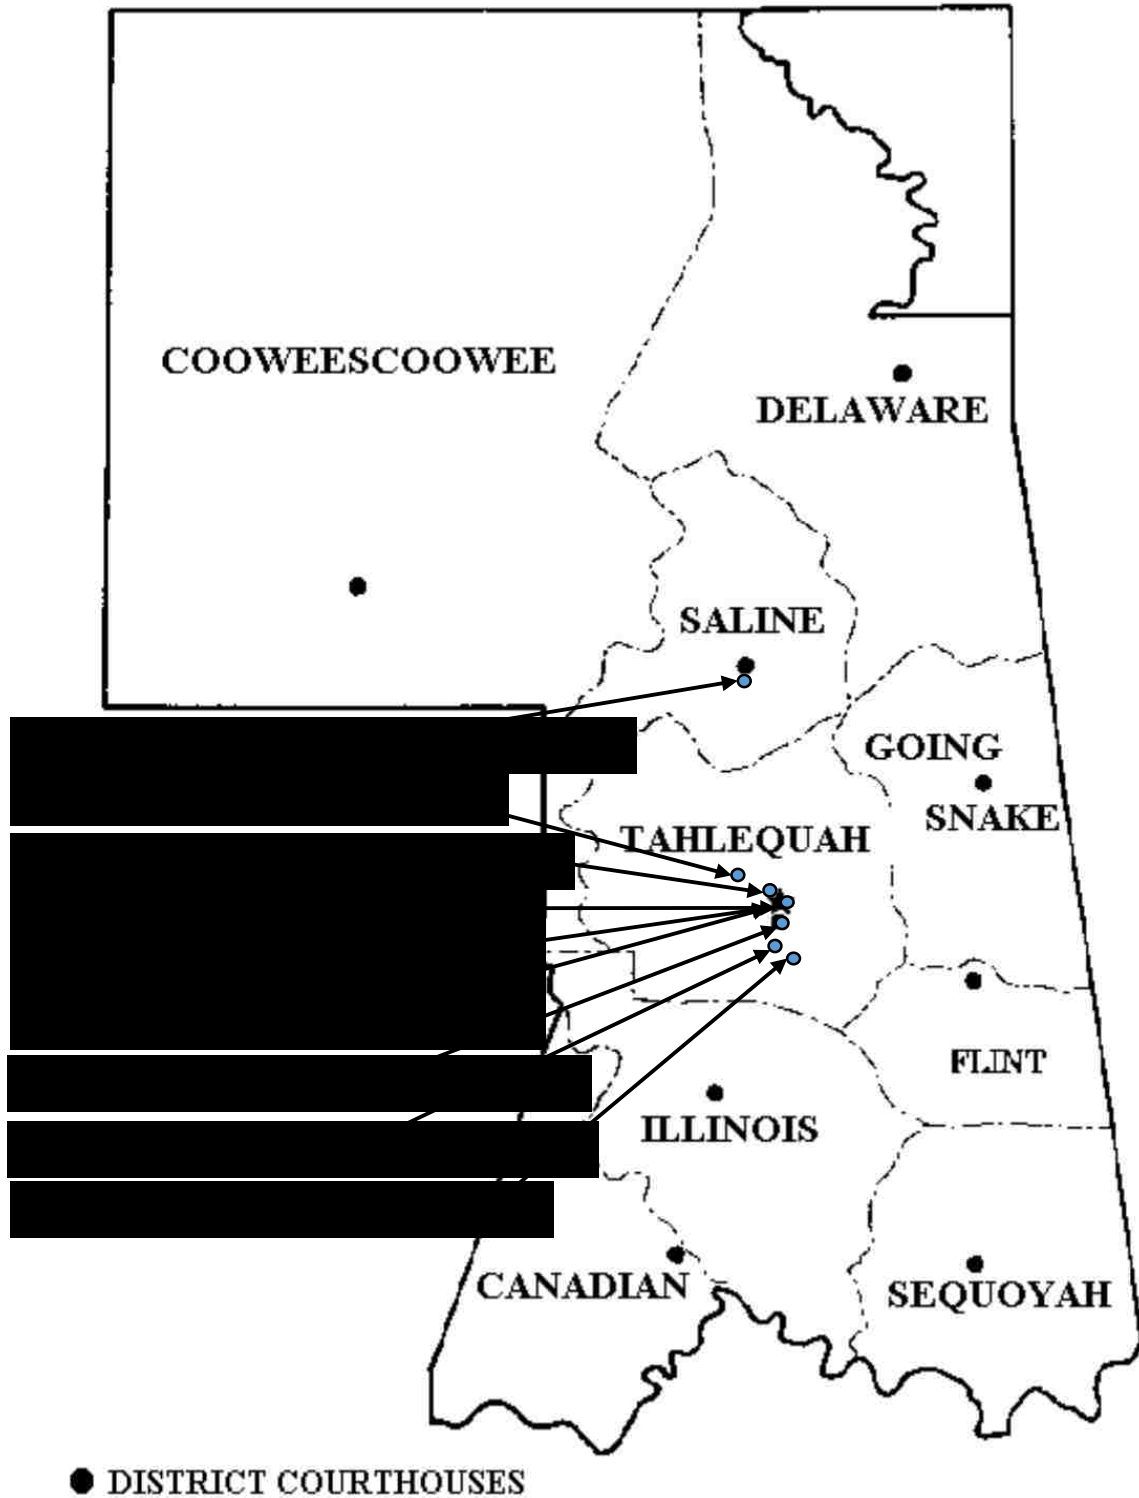 COOWEESCOOWEE
DELAWARE
SALINE
GOING
SNAKE
TAHLEQUAH
FLINT
ILLINOIS
CANADIAN
SEQUOYAH
DISTRICT COURTHOUSES